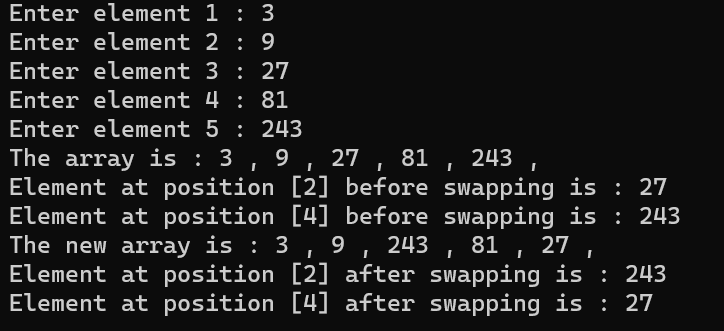 Enter element 1 : 3
Enter element 2 : 9
Enter element 3 : 27
Enter element 4 : 81
Enter element 5 : 243
The array is : 3 , 9 , 27 , 81 , 243 ,
Element at position [2] before swapping is : 27
Element at position [4] before swapping is : 243
The new array is : 3 , 9 , 243 , 81 , 27 ,
Element at position [2] after swapping is : 243
Element at position [4] after swapping is : 27